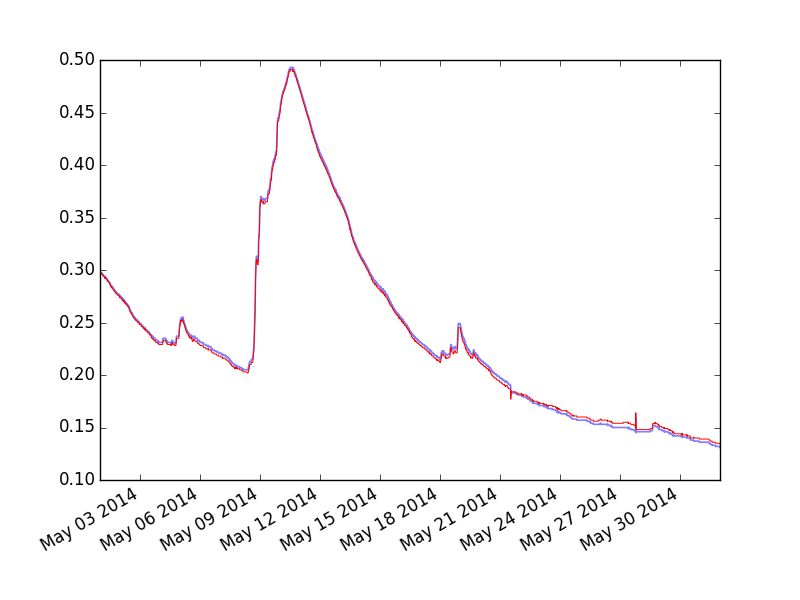 0.50
0.45
0.40
0.35
0.30
0.25
0.20
0.15
0.10
May 03 2014
May 06 2014
May 09 2014
May 12 2014
May 15 2014
May 18 2014
May 21 2014
May 24 2014
May 27 2014
May 30 2014